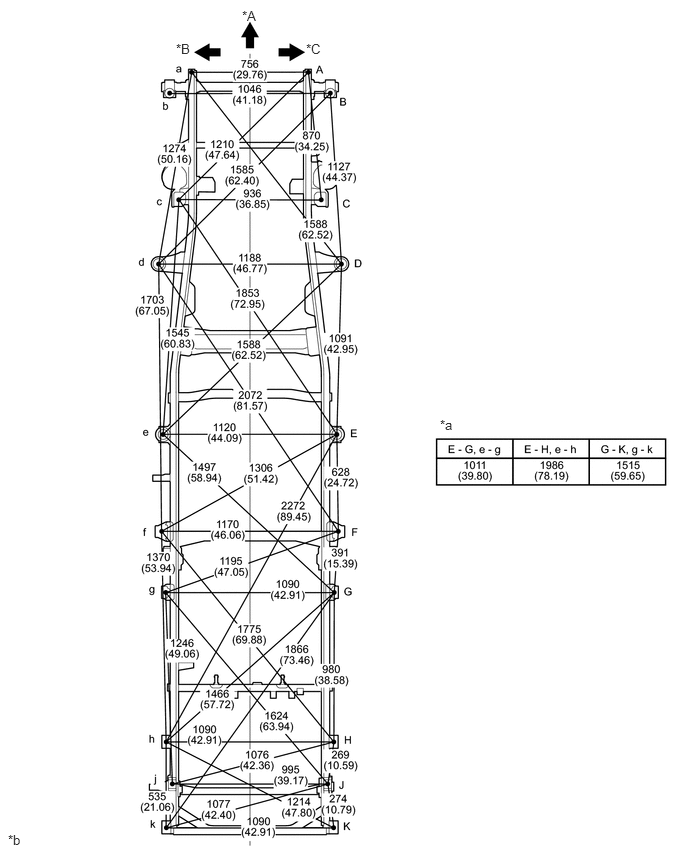 *A
*B
*C
a
756
(29.76)
A
b
1046
(41.18)
B
870
(34.25)
1274
(50.16)
1210
(47.64)
1127
(44.37)
1585
(62.40)
c
936
(36.85)
C
1588
(62.52)
d
1188
(46.77)
D
1703
(67.05)
1853
(72.95)
1545
(60.83)
1588
(62.52)
1091
(42.95)
2072
(81.57)
e
1120
(44.09)
E
1497
(58.94)
1306
(51.42)
628
(24.72)
2272
(89.45)
f
1170
(46.06)
F
1370
(53.94)
1195
(47.05)
391
(15.39)
g
1090
(42.91)
G
1775
(69.88)
1246
(49.06)
1866
(73.46)
980
(38.58)
1466
(57.72)
1624
(63.94)
h
1090
(42.91)
H
1076
(42.36)
269
(10.59)
j
995
(39.17)
J
535
(21.06)
1077
(42.40)
1214
(47.80)
274
(10.79)
k
1090
(42.91)
K
*a
E - G, e - g E - H, e - h G - K, g - k
1011 1986 1515
(39.80) (78.19) (59.65)
*b